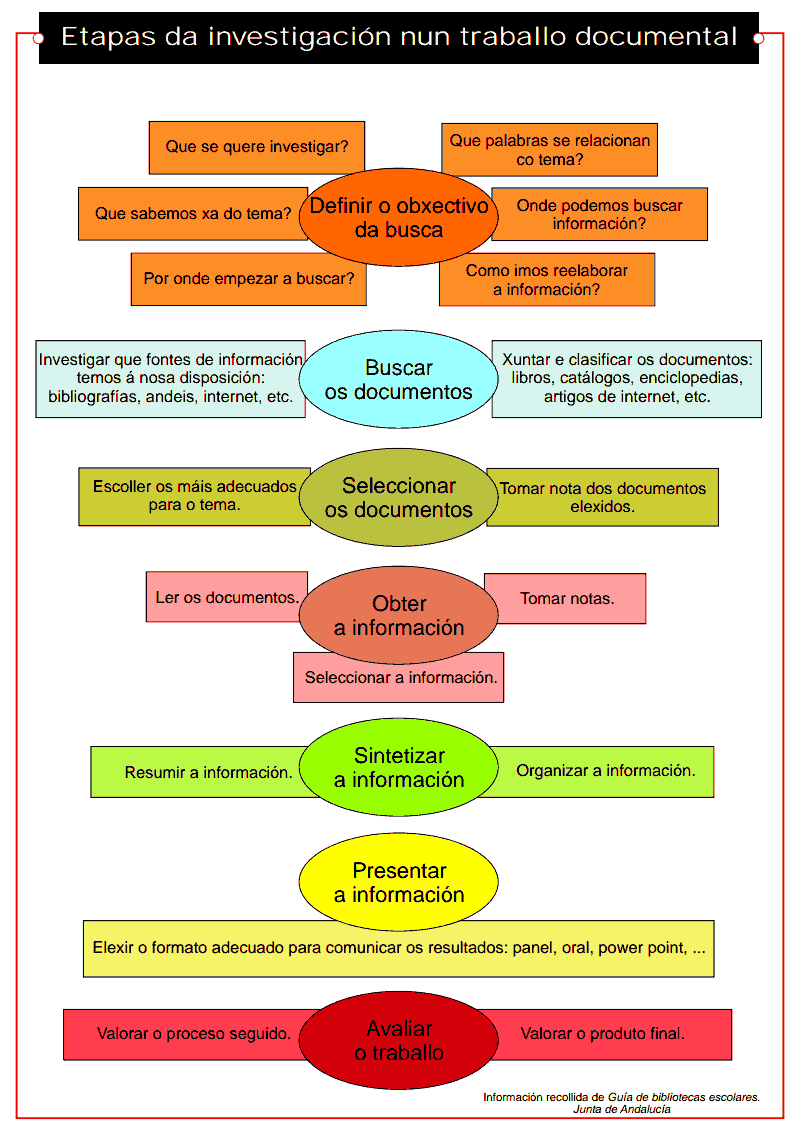 Etapas da investigación nun traballo documental
Que se quere investigar?
Que palabras se relacionan
co tema?
Que sabemos xa do tema?
Definir o obxectivo
da busca
Onde podemos buscar
información?
Por onde empezar a buscar?
Como imos reelaborar
a información?
Investigar que fontes de información
temos á nosa disposición:
bibliografías, andeis, internet, etc.
Buscar
os documentos
Xuntar e clasificar os documentos:
libros, catálogos, enciclopedias,
artigos de internet, etc.
Escoller os máis adecuados
para o tema.
Seleccionar
os documentos
Tomar nota dos documentos
elexidos.
Ler os documentos.
Obter
a información
Tomar notas.
Seleccionar a información.
Resumir a información.
Sintetizar
a información
Organizar a información.
Presentar
a información
Elexir o formato adecuado para comunicar os resultados: panel, oral, power point, ...
Valorar o proceso seguido.
Avaliar
o traballo
Valorar o produto final.
Información recollida de Guía de bibliotecas escolares.
Junta de Andalucía